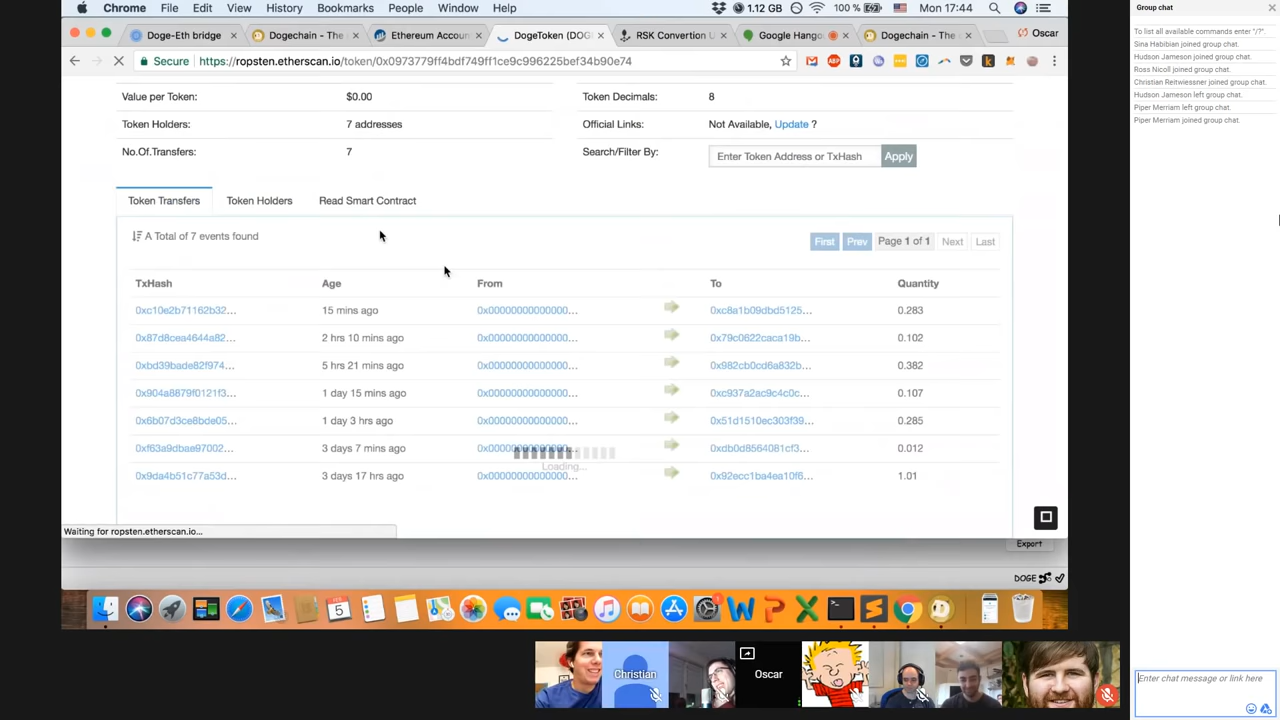 Chrome File Edit View History Bookmarks People Window Help 1.12 GB 100 % Mon 17:44
Doge-Eth bridge Dogechain - The Ethereum Accoun DogeToken (DOG RSK Convertion U Google Hango Dogechain - The Oscar
Secure https://ropsten.etherscan.io/token/0x0973779ff4bdf749ff1ce9c996225bef34b90e74
Value per Token: $0.00 Token Decimals: 8
Token Holders: 7 addresses Official Links: Not Available, Update ?
No.Of.Transfers: 7 Search/Filter By: Enter Token Address or TxHash Apply
Token Transfers Token Holders Read Smart Contract
A Total of 7 events found First Prev Page 1 of 1 Next Last
TxHash Age From To Quantity
0xc10e2b71162b32... 15 mins ago 0x00000000000000... 0xc8a1b09dbd5125... 0.283
0x87d8cea4644a82... 2 hrs 10 mins ago 0x00000000000000... 0x79c0622caca19b... 0.102
0xbd39bade82f974... 5 hrs 21 mins ago 0x00000000000000... 0x982cb0cd6a832b... 0.382
0x904a8879f0121f3... 1 day 15 mins ago 0x00000000000000... 0xc937a2ac9c4c0c... 0.107
0x6b07d3ce8bde05... 1 day 3 hrs ago 0x00000000000000... 0x51d1510ec303f39... 0.285
0xf63a9dbaa97002... 3 days 7 mins ago 0xdb0d8564081cf3... 0.012
Loading...
0x9da4b51c77a53d... 3 days 17 hrs ago 0x00000000000000... 0x92ecc1ba4ea10f6... 1.01
Waiting for ropsten.etherscan.io...
Export
DOGE
5
Christian
Oscar
Group chat
To list all available commands enter "/?".
Sina Habibian joined group chat.
Hudson Jameson joined group chat.
Ross Nicoll joined group chat.
Christian Reitwiessner joined group chat.
Hudson Jameson left group chat.
Piper Merriam left group chat.
Piper Merriam joined group chat.
Enter chat message or link here